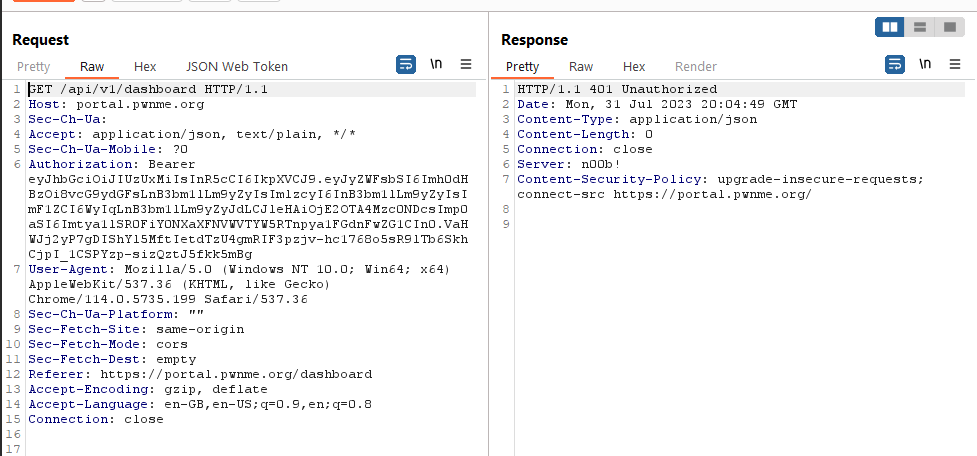 Request
Pretty Raw Hex JSON Web Token \n
1 GET /api/v1/dashboard HTTP/1.1
2 Host: portal.pwnme.org
3 Sec-Ch-Ua:
4 Accept: application/json, text/plain, */*
5 Sec-Ch-Ua-Mobile: ?0
6 Authorization: Bearer
eyJhbGciOiJIUzUxMiIsInR5cCI6IkpXVCJ9.eyJyZWFsbSI6Imh0dH
7 User-Agent: Mozilla/5.0 (Windows NT 10.0; Win64; x64)
AppleWebKit/537.36 (KHTML, like Gecko)
Chrome/114.0.5735.199 Safari/537.36
8 Sec-Ch-Ua-Platform: ""
9 Sec-Fetch-Site: same-origin
10 Sec-Fetch-Mode: cors
11 Sec-Fetch-Dest: empty
12 Referer: https://portal.pwnme.org/dashboard
13 Accept-Encoding: gzip, deflate
14 Accept-Language: en-GB,en-US;q=0.9,en;q=0.8
15 Connection: close
16
17
Response
Pretty Raw Hex Render \n
1 HTTP/1.1 401 Unauthorized
2 Date: Mon, 31 Jul 2023 20:04:49 GMT
3 Content-Type: application/json
4 Content-Length: 0
5 Connection: close
6 Server: n00b!
7 Content-Security-Policy: upgrade-insecure-requests;
connect-src https://portal.pwnme.org/
8
9